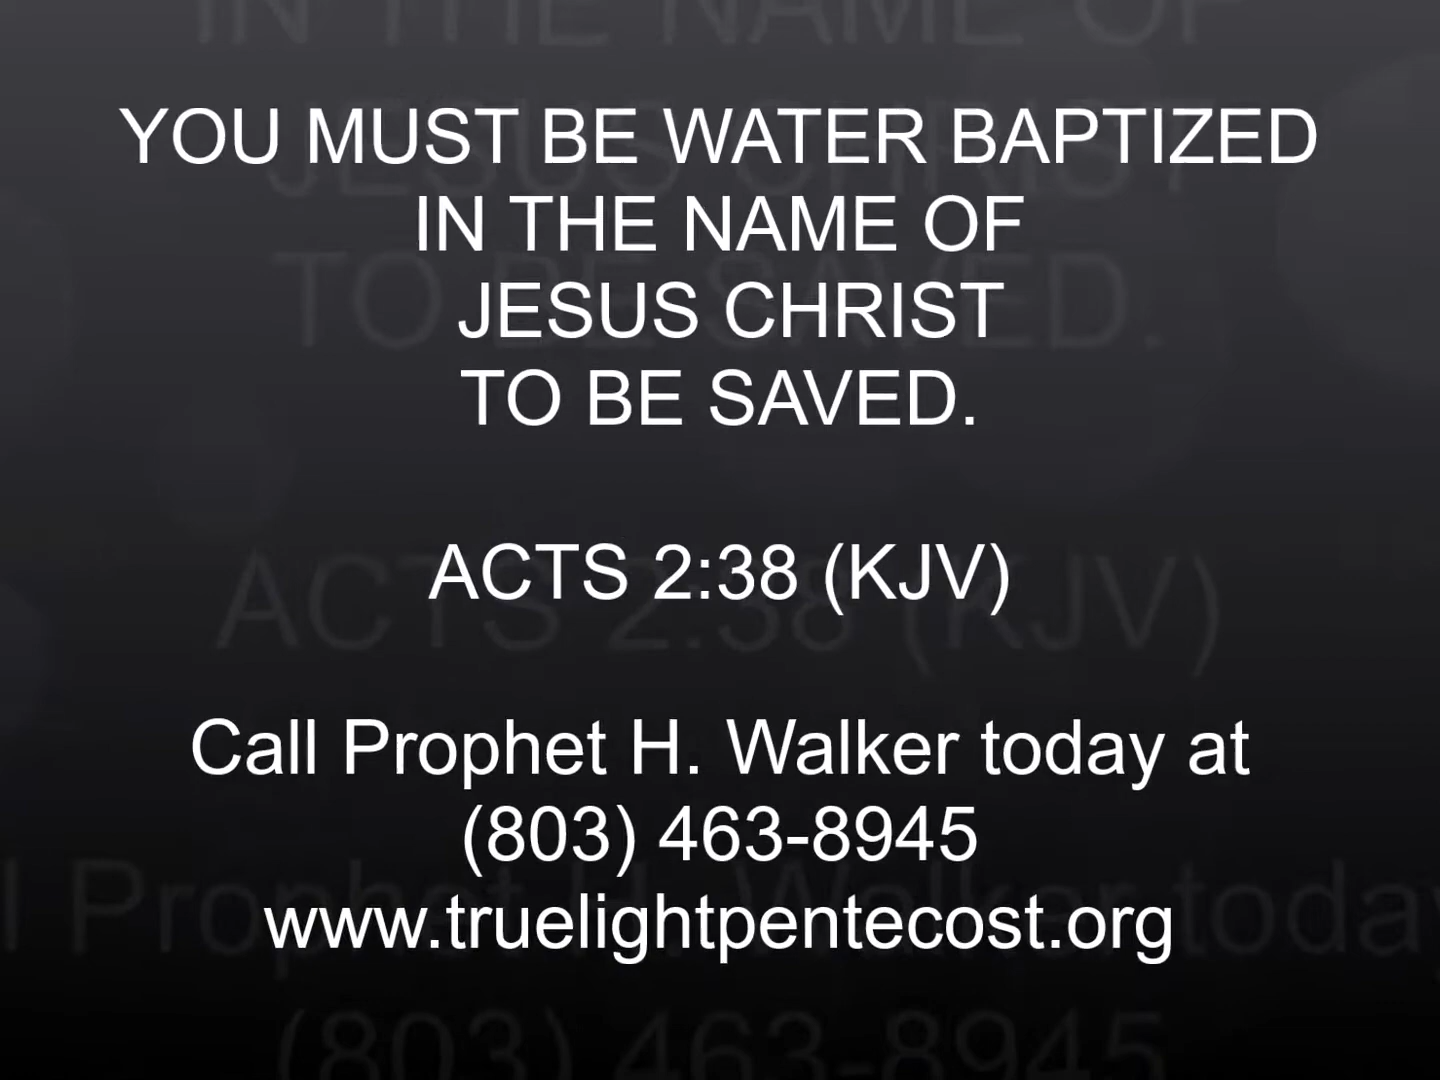 YOU MUST BE WATER BAPTIZED
IN THE NAME OF
JESUS CHRIST
TO BE SAVED.
ACTS 2:38 (KJV)
Call Prophet H. Walker today at
(803) 463-8945
www.truelightpentecost.org